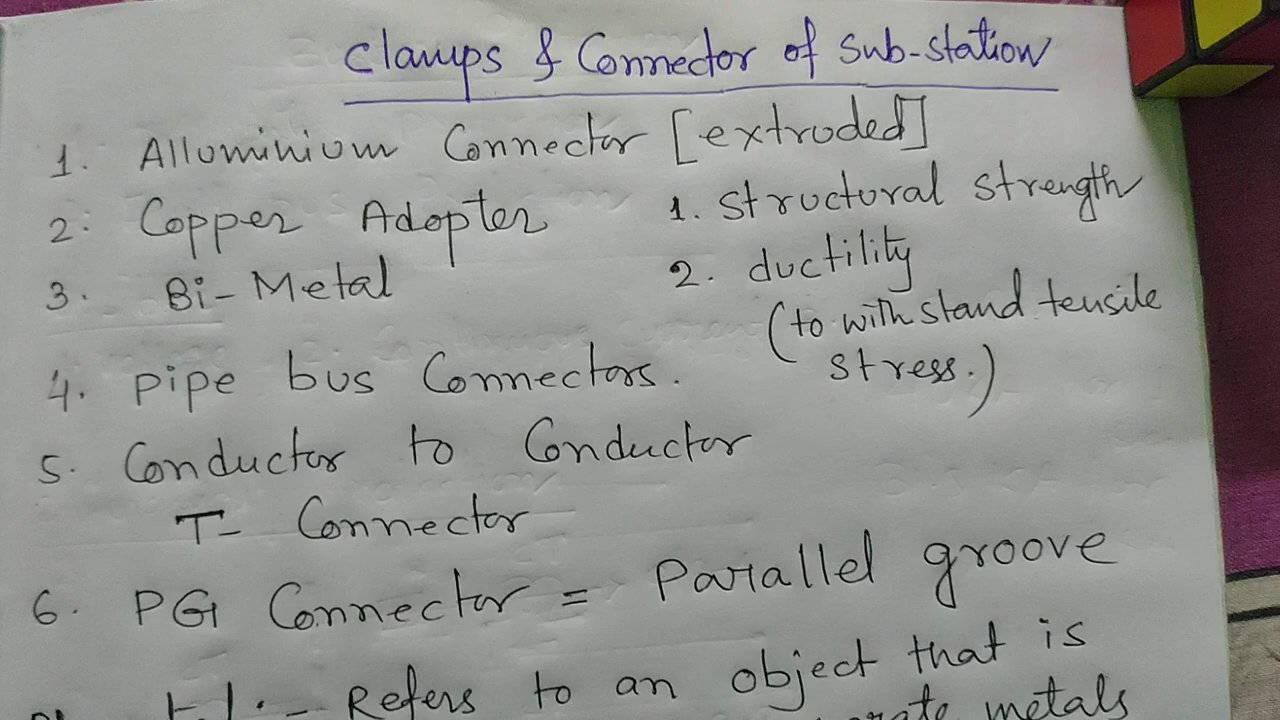 Clamps & Connector of Sub-station
1. Alluminium Connector [extruded]
2. Copper Adopter
1. structural strength
3. Bi-Metal
2. ductility
(to withstand tensile
stress.)
4. pipe bus Connectors.
5. Conductor to Conductor
T- Connector
6. PG Connector = Parallel groove
:- Refers to an object that is
metals